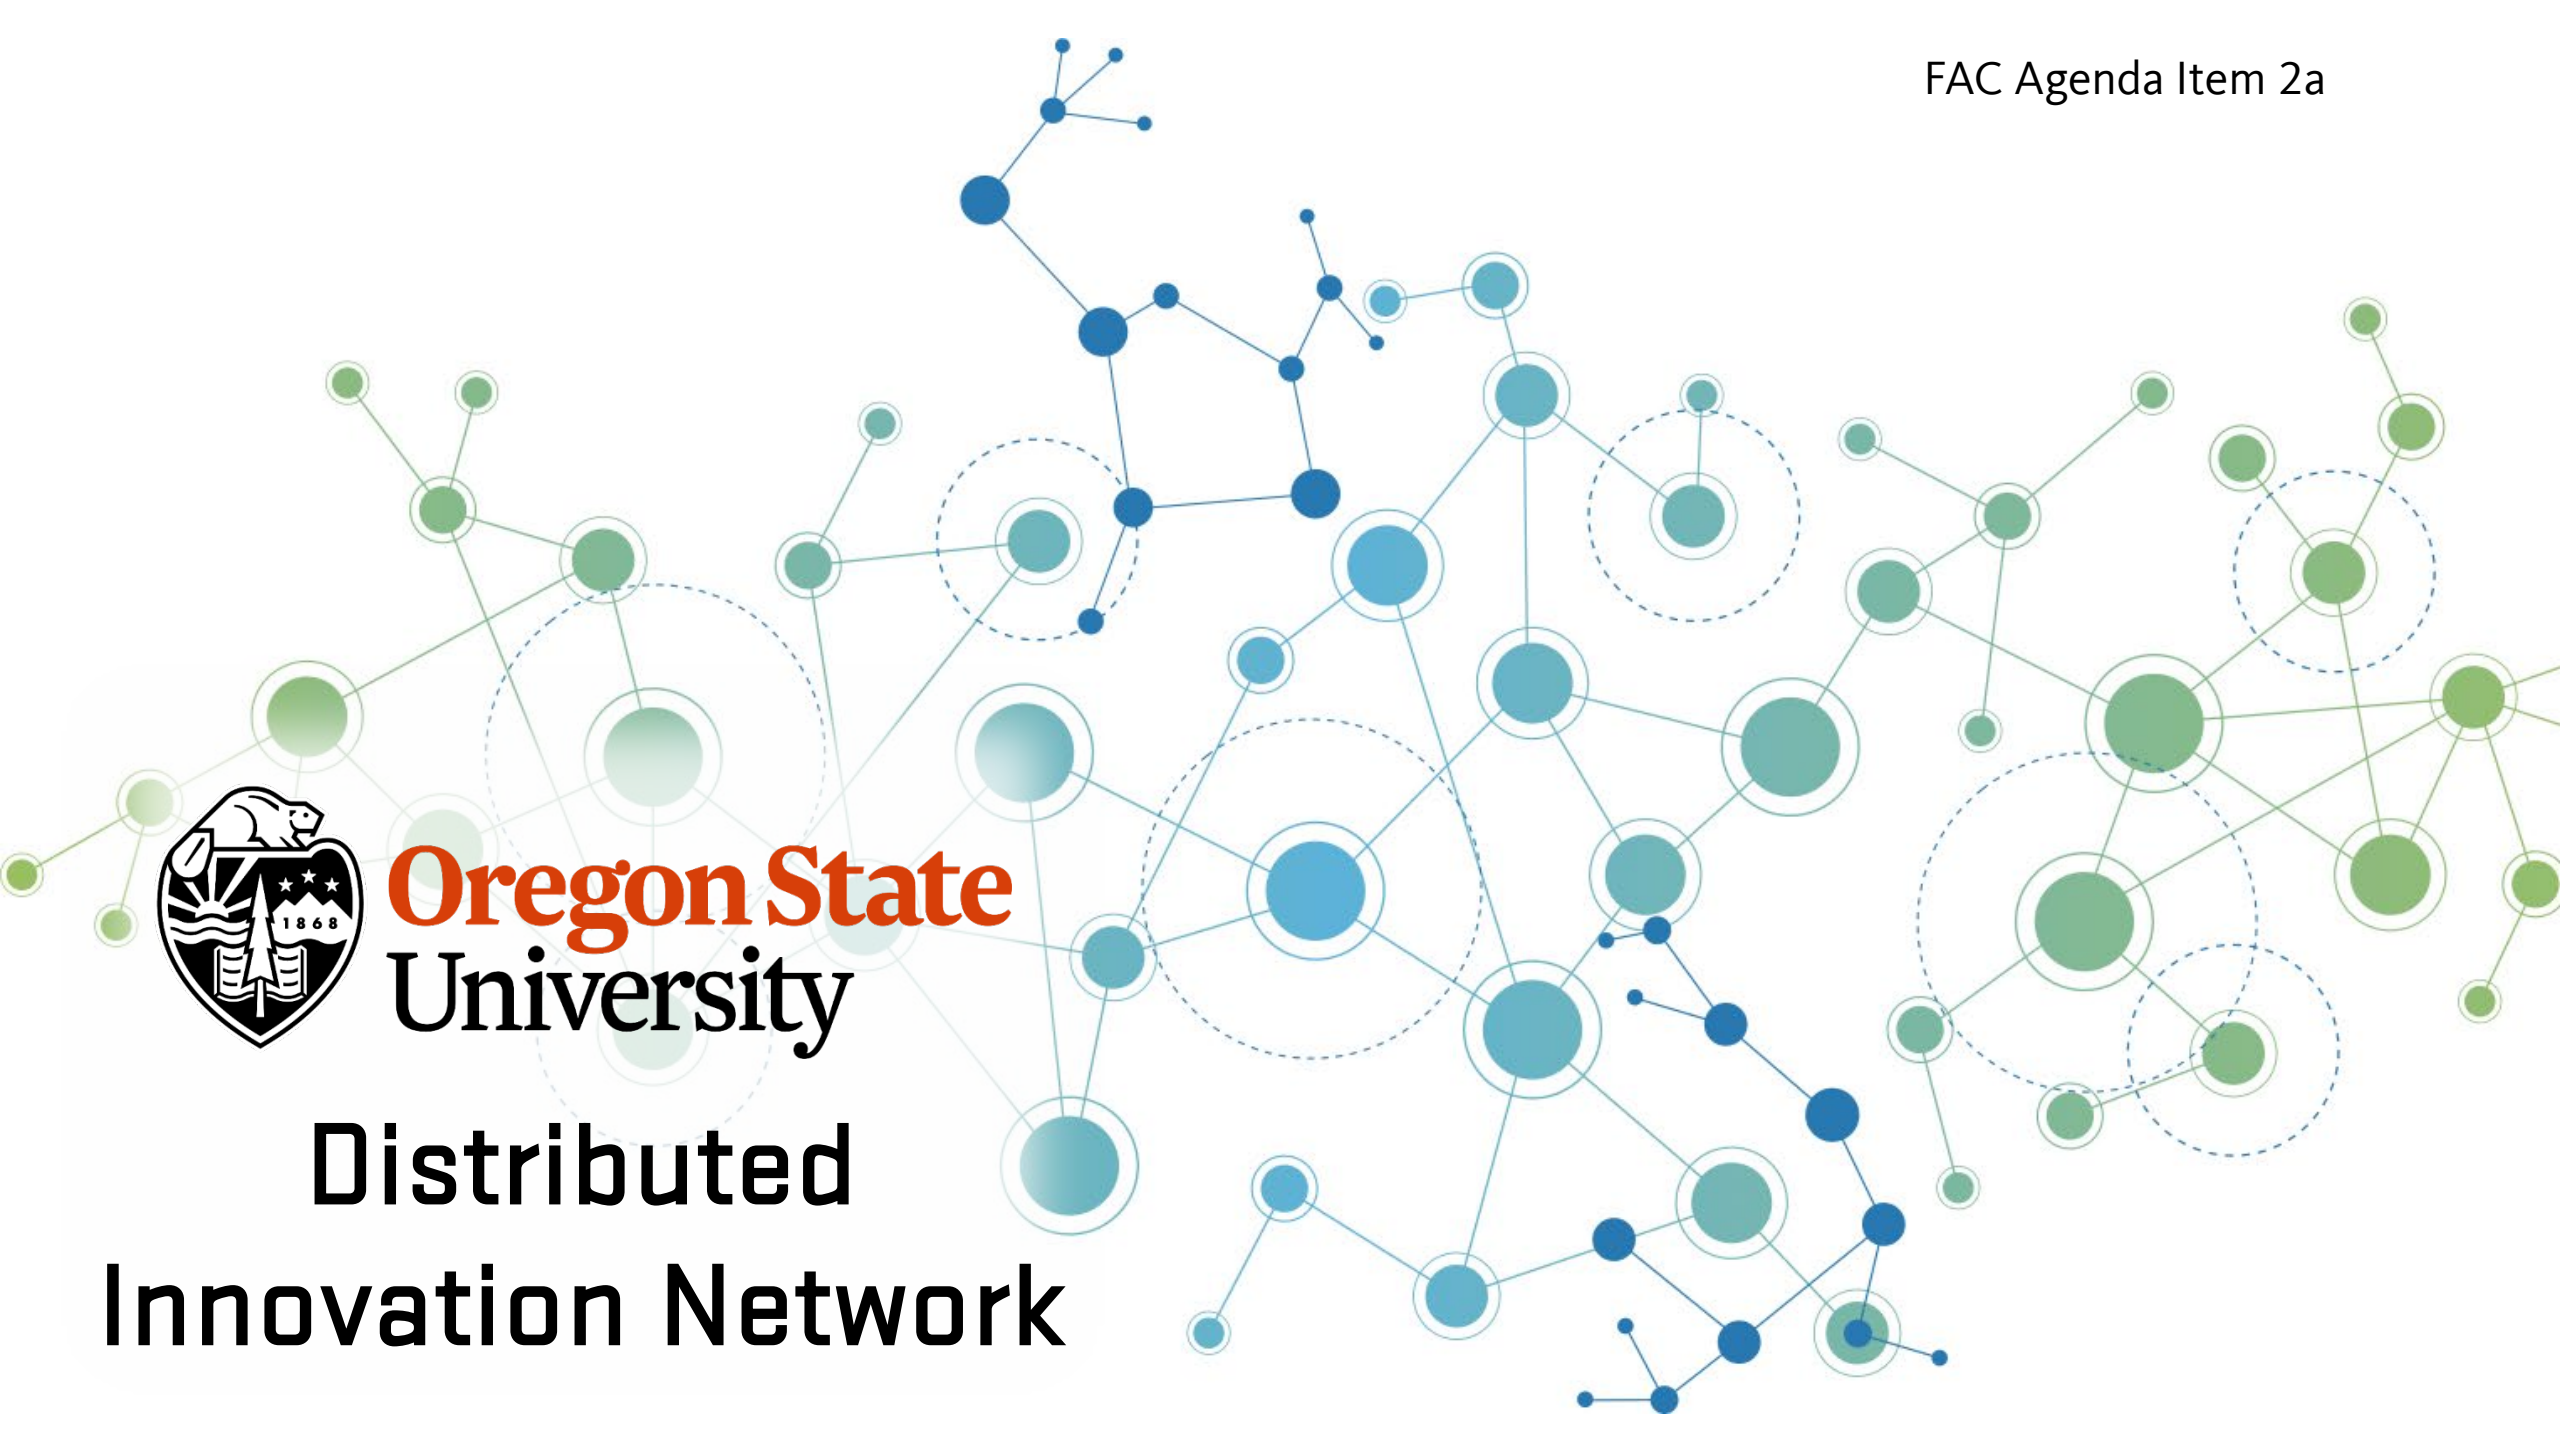 FAC Agenda Item 2a
1868
Oregon State
University
Distributed
Innovation Network